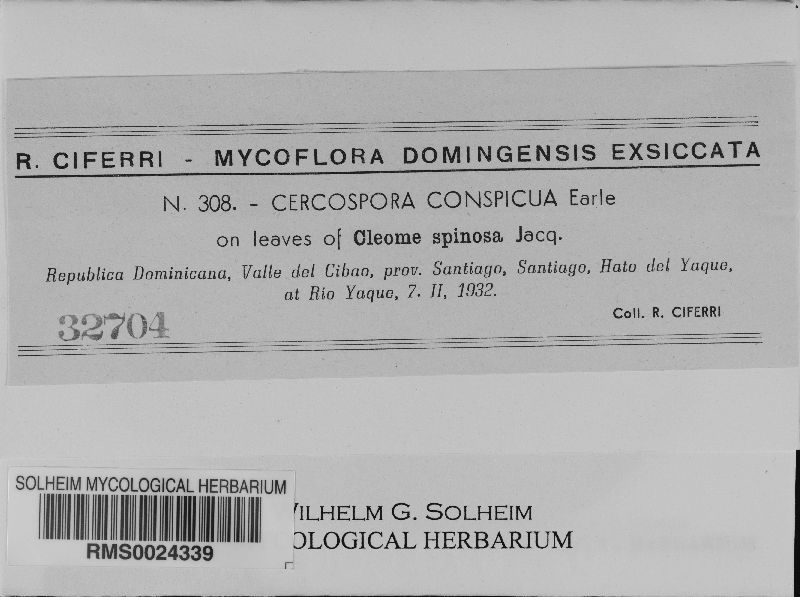 R. CIFERRI - MYCOFLORA DOMINGENSIS EXSICCATA
N. 308. - CERCOSPORA CONSPICUA Earle
on leaves of Cleome spinosa Jacq.
Republica Dominicana, Valle del Cibao, prov. Santiago, Santiago, Hato del Yaque,
at Rio Yaque, 7. II, 1932.
Coll. R. CIFERRI
32704
SOLHEIM MYCOLOGICAL HERBARIUM
RMS0024339
WILHELM G. SOLHEIM
OLOGICAL HERBARIUM